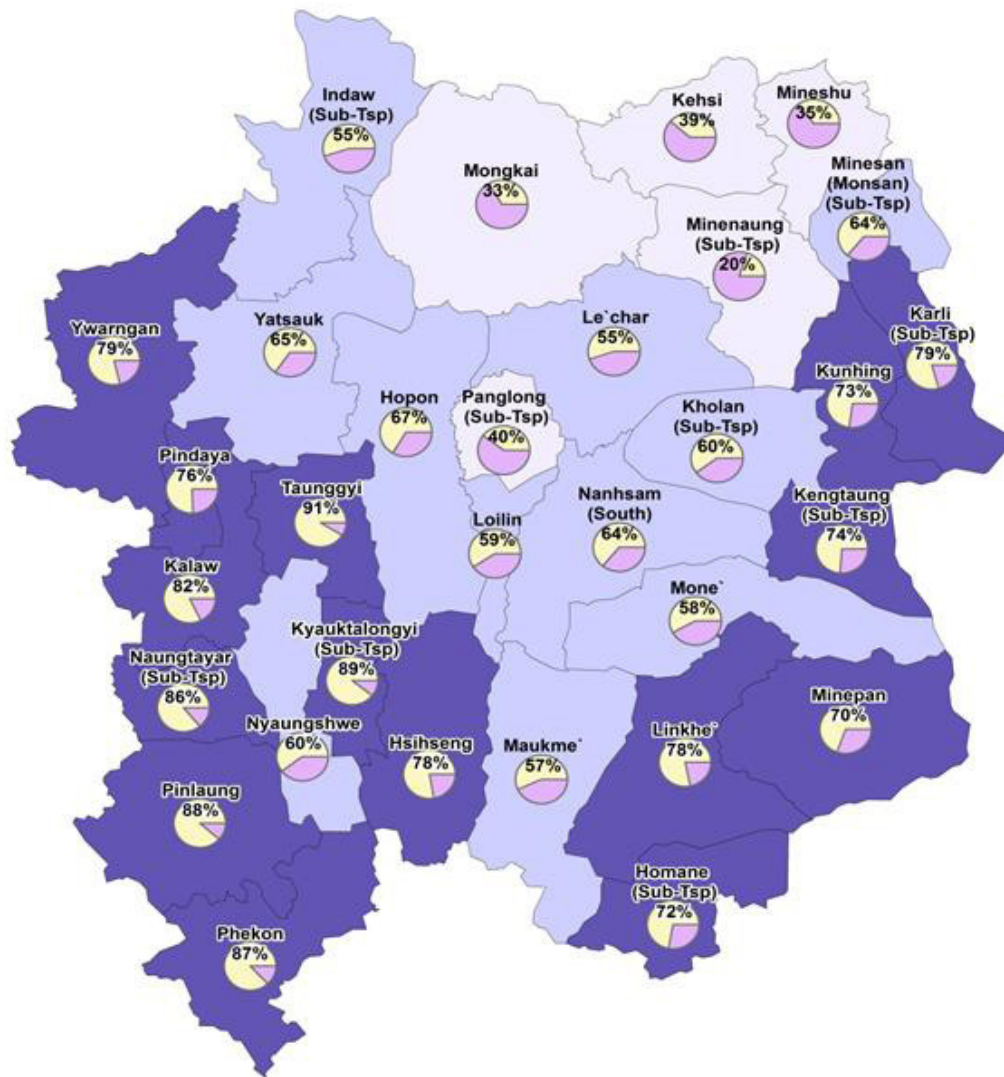 Indaw
(Sub-Tsp)
55%
Kehsi
39%
Mineshu
35%
Mongkai
33%
Minesan
(Monsan)
(Sub-Tsp)
64%
Minenaung
(Sub-Tsp)
20%
Ywarngan
79%
Yatsauk
65%
Le`char
55%
Karli
(Sub-Tsp)
79%
Kunhing
73%
Hopon
67%
Panglong
(Sub-Tsp)
40%
Kholan
(Sub-Tsp)
60%
Pindaya
76%
Taunggyi
91%
Loilin
59%
Nanhsam
(South)
64%
Kengtaung
(Sub-Tsp)
74%
Kalaw
82%
Mone`
58%
Kyauktalongyi
(Sub-Tsp)
89%
Naungtayar
(Sub-Tsp)
86%
Nyaungshwe
60%
Hsihseng
78%
Maukme`
57%
Linkhe`
78%
Minepan
70%
Pinlaung
88%
Homane
(Sub-Tsp)
72%
Phekon
87%